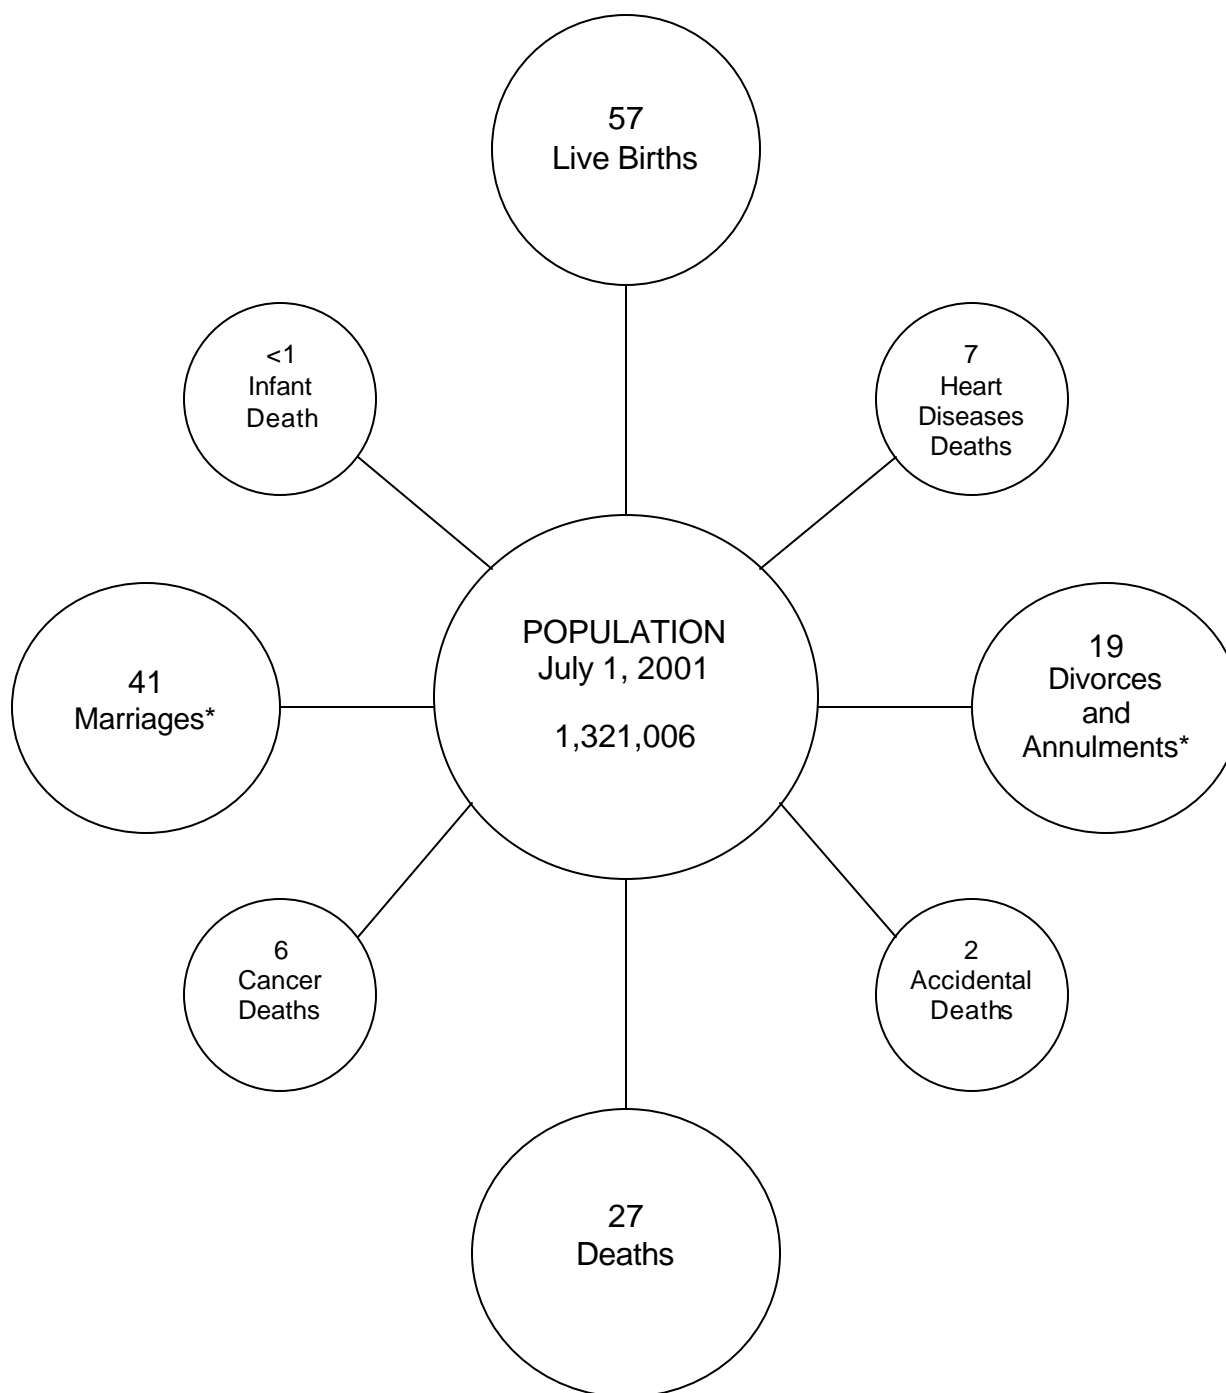 57
Live Births
<1
Infant
Death
7
Heart
Diseases
Deaths
POPULATION
July 1, 2001
1,321,006
41
Marriages*
19
Divorces
and
Annulments*
6
Cancer
Deaths
2
Accidental
Deaths
27
Deaths